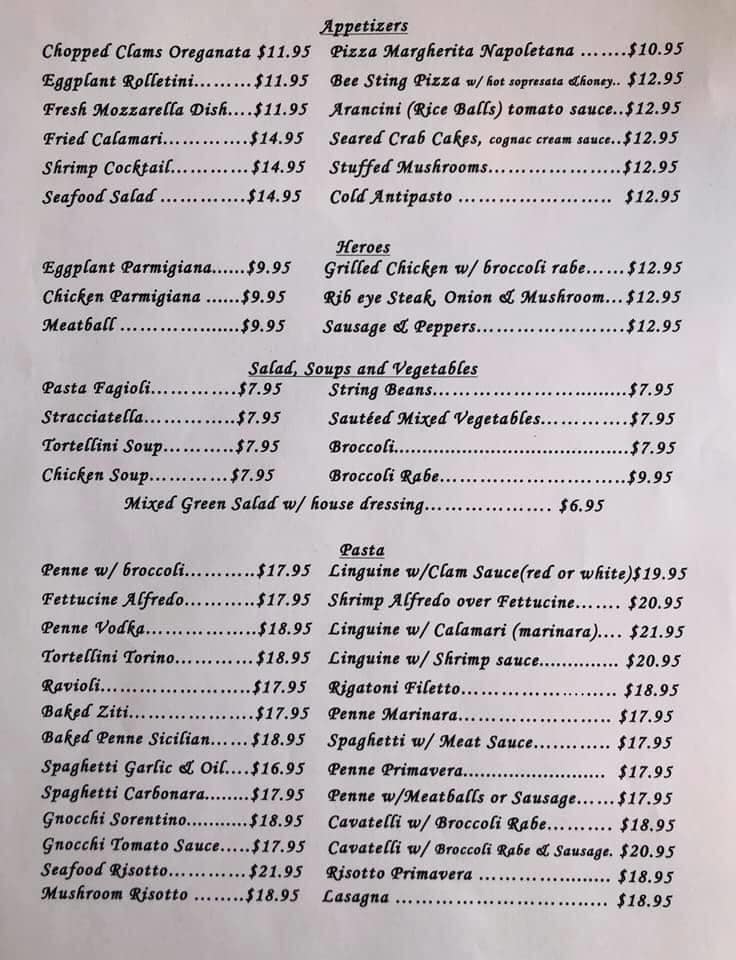 Appetizers
Chopped Clams Oreganata $11.95 Pizza Margherita Napoletana …….$10.95
Eggplant Rolletini………$11.95 Bee Sting Pizza w/ hot sopresata &honey.. $12.95
Fresh Mozzarella Dish….$11.95 Arancini (Rice Balls) tomato sauce..$12.95
Fried Calamari………….$14.95 Seared Crab Cakes, cognac cream sauce..$12.95
Shrimp Cocktail…………$14.95 Stuffed Mushrooms………………..$12.95
Seafood Salad ………….$14.95 Cold Antipasto ………………….. $12.95
Heroes
Eggplant Parmigiana......$9.95 Grilled Chicken w/ broccoli rabe……$12.95
Chicken Parmigiana ......$9.95 Rib eye Steak, Onion & Mushroom...$12.95
Meatball ……………......$9.95 Sausage & Peppers………………….$12.95
Salad, Soups and Vegetables
Pasta Fagioli………….$7.95 String Beans…………………….........$7.95
Stracciatella………….$7.95 Sautéed Mixed Vegetables………….$7.95
Tortellini Soup……….$7.95 Broccoli............................................$7.95
Chicken Soup…………$7.95 Broccoli Rabe……………………...$9.95
Mixed Green Salad w/ house dressing………………. $6.95
Pasta
Penne w/ broccoli………..$17.95 Linguine w/Clam Sauce(red or white)$19.95
Fettucine Alfredo………..$17.95 Shrimp Alfredo over Fettucine……. $20.95
Penne Vodka……………..$18.95 Linguine w/ Calamari (marinara)…. $21.95
Tortellini Torino………..$18.95 Linguine w/ Shrimp sauce............... $20.95
Ravioli………………….$17.95 Rigatoni Filetto………………......... $18.95
Baked Ziti……………….$17.95 Penne Marinara………………….. $17.95
Baked Penne Sicilian……$18.95 Spaghetti w/ Meat Sauce……….. $17.95
Spaghetti Garlic & Oil….$16.95 Penne Primavera........................... $17.95
Spaghetti Carbonara........$17.95 Penne w/Meatballs or Sausage……$17.95
Gnocchi Sorentino...........$18.95 Cavatelli w/ Broccoli Rabe………. $18.95
Gnocchi Tomato Sauce…..$17.95 Cavatelli w/ Broccoli Rabe & Sausage. $20.95
Seafood Risotto…………$21.95 Risotto Primavera ………......... $18.95
Mushroom Risotto ……..$18.95 Lasagna ………………………….. $18.95